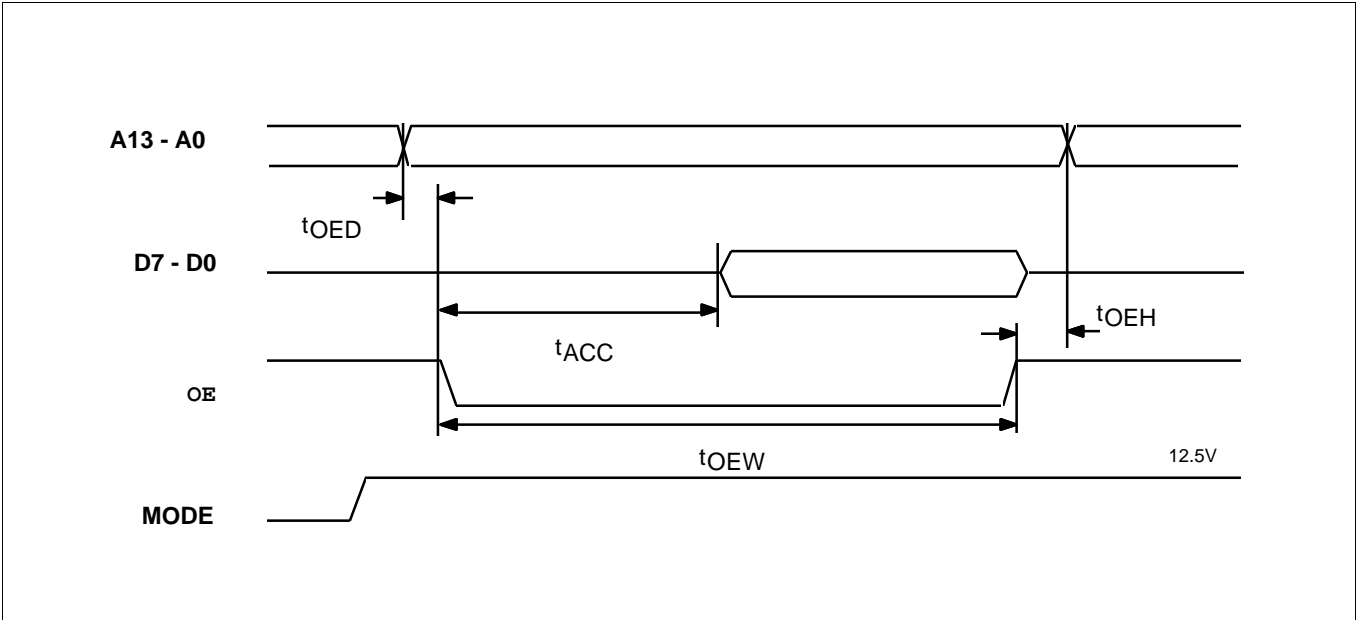 A13 - A0
tOED
D7 - D0
tOEH
tACC
OE
tOEW
12.5V
MODE